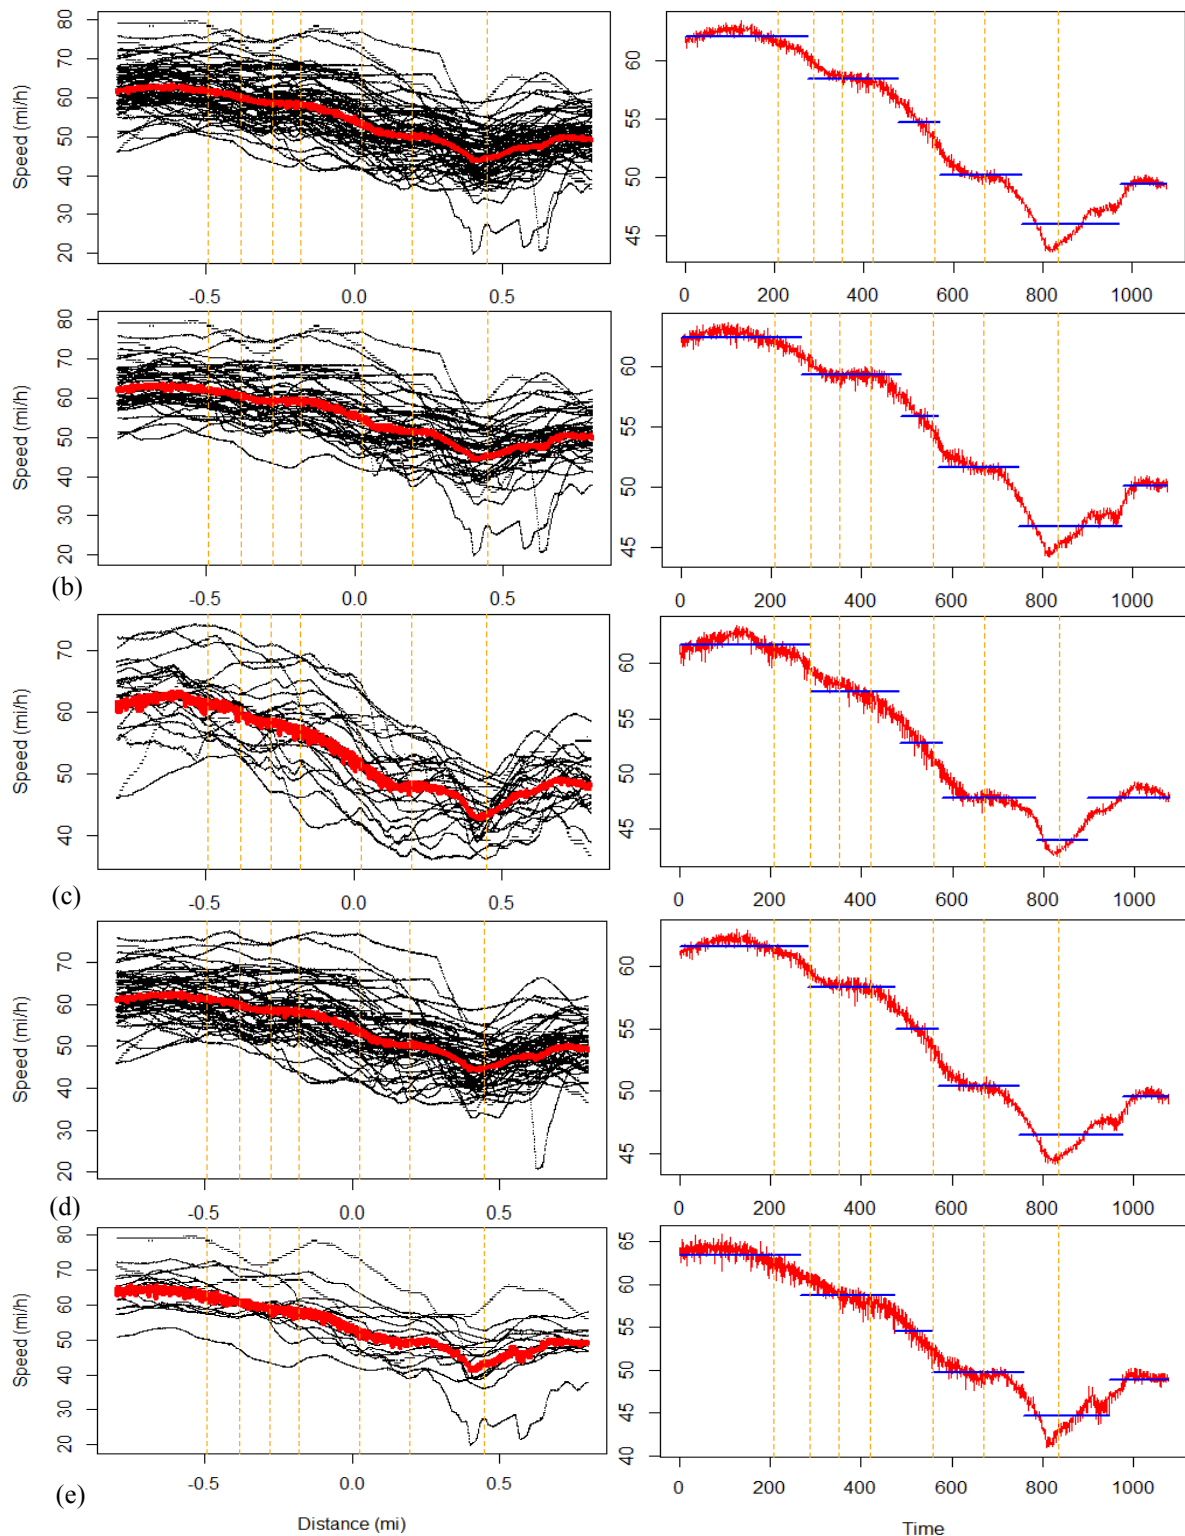 Speed (mi/h)
20 30 40 50 60 70 80
-0.5 0.0 0.5
45 50 55 60
0 200 400 600 800 1000
Speed (mi/h)
20 30 40 50 60 70 80
(b)
-0.5 0.0 0.5
45 50 55 60
0 200 400 600 800 1000
Speed (mi/h)
40 50 60 70
(c)
-0.5 0.0 0.5
45 50 55 60
0 200 400 600 800 1000
Speed (mi/h)
20 30 40 50 60 70
(d)
-0.5 0.0 0.5
45 50 55 60
0 200 400 600 800 1000
Speed (mi/h)
20 30 40 50 60 70 80
(e)
-0.5 0.0 0.5
40 45 50 55 60 65
0 200 400 600 800 1000
Distance (mi)
Time